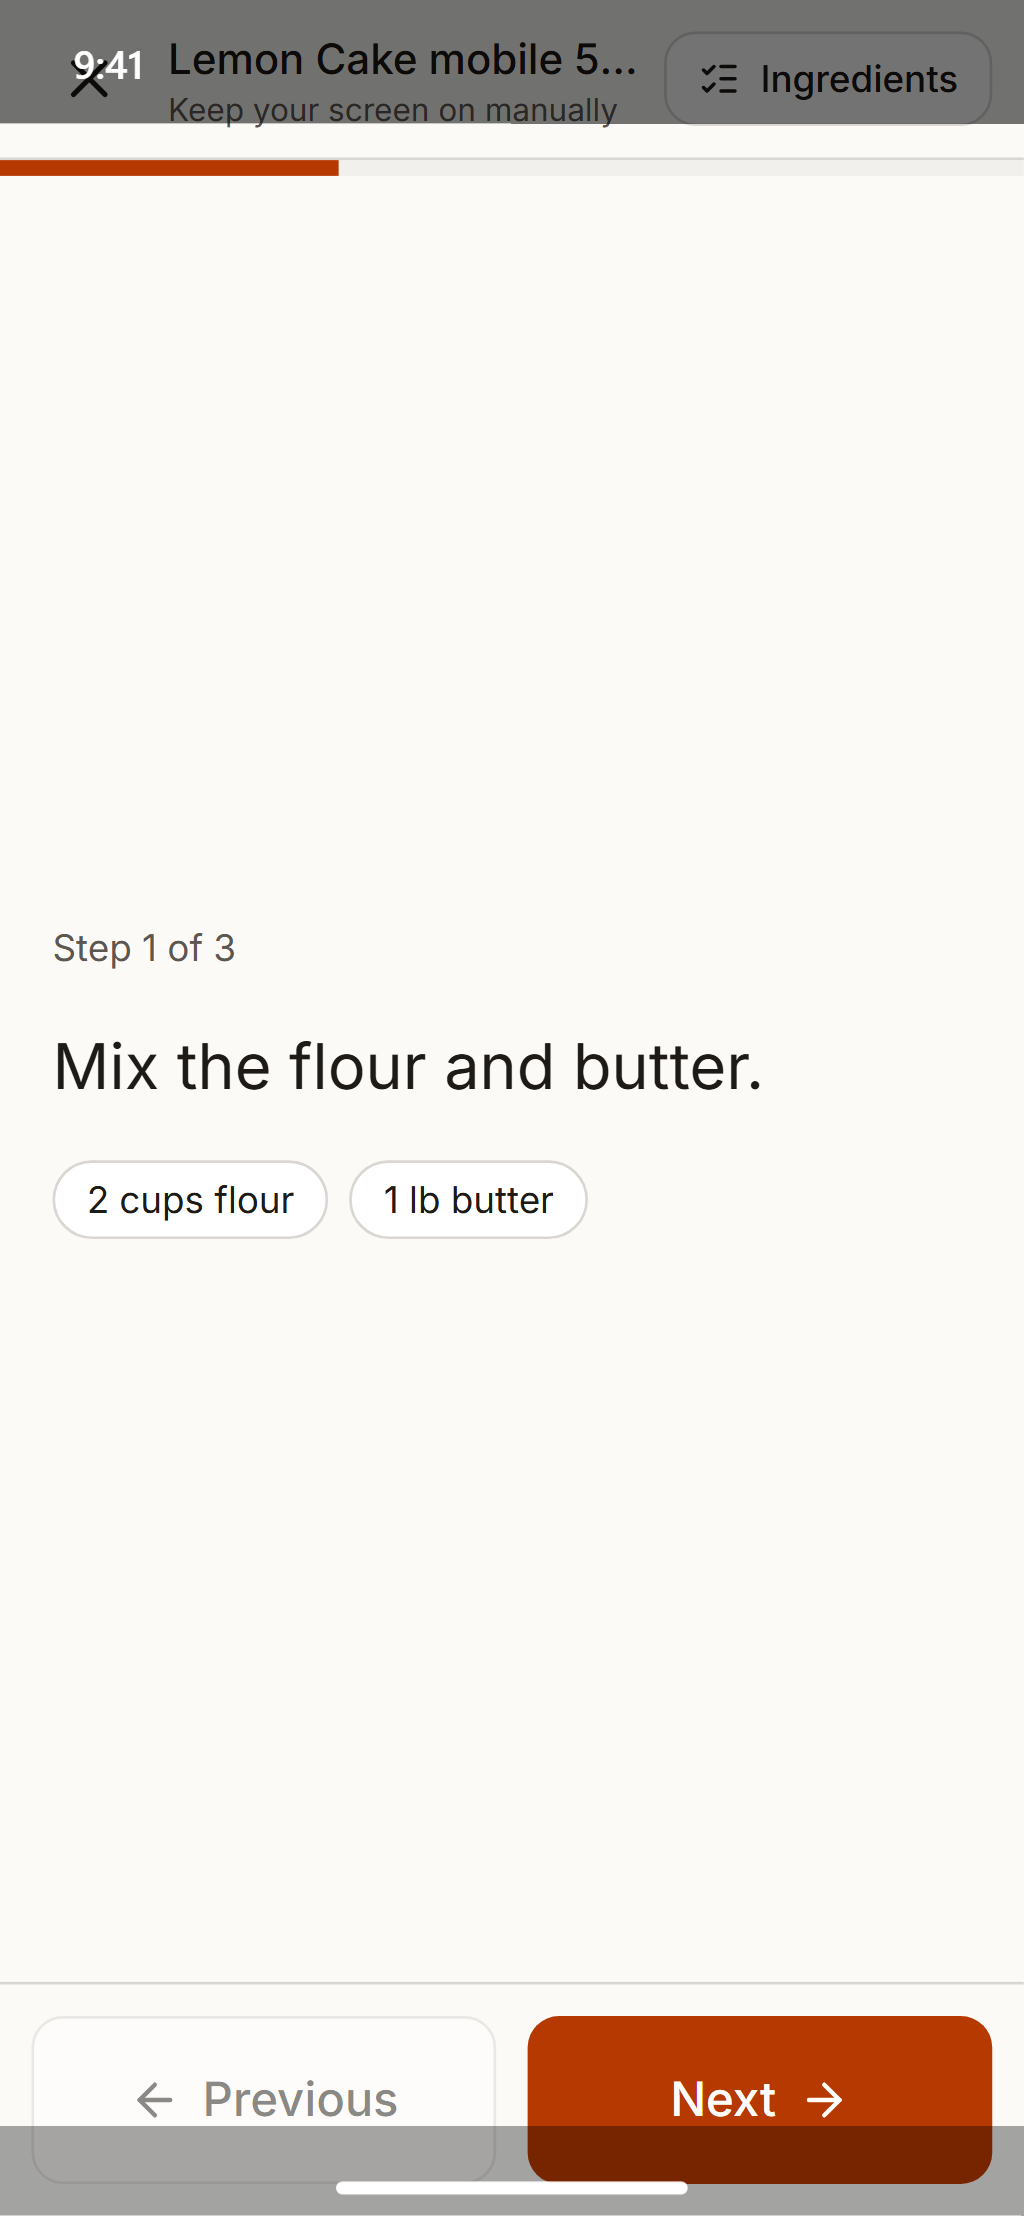 9:41
Lemon Cake mobile 5...
Keep your screen on manually
Ingredients
Step 1 of 3
Mix the flour and butter.
2 cups flour
1 lb butter
Previous
Next